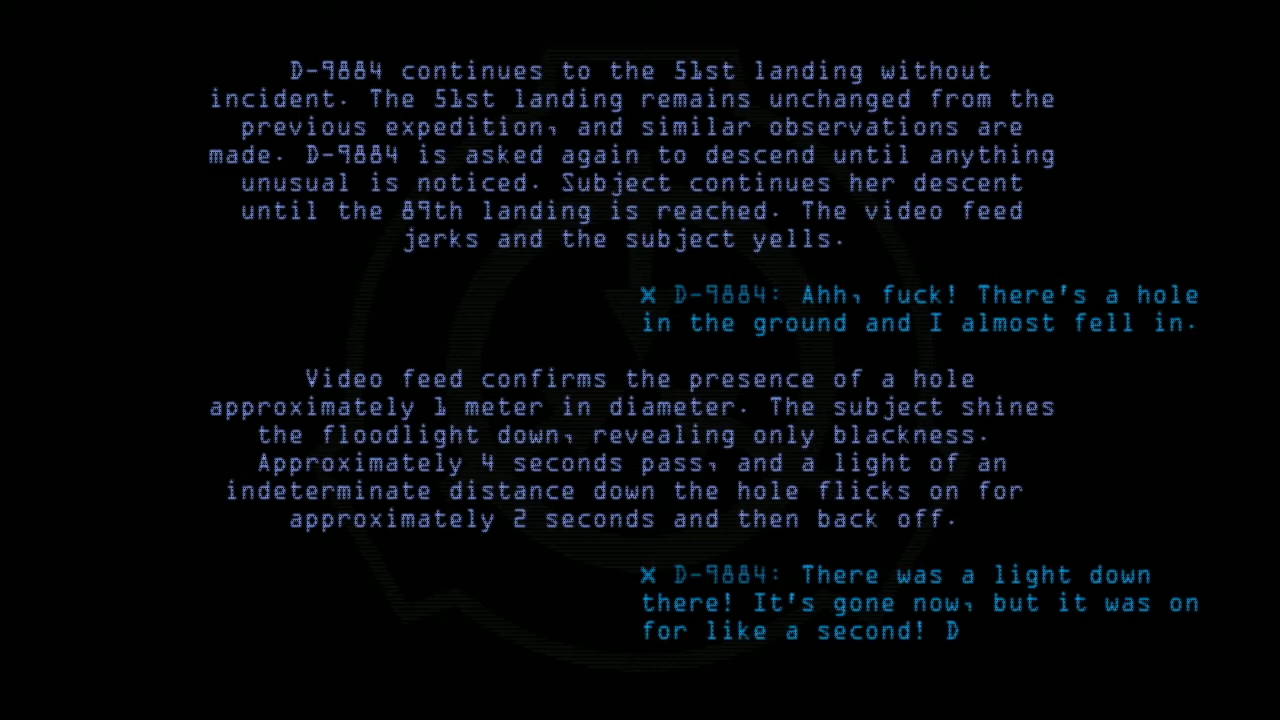 D-9884 continues to the 51st landing without
incident. The 51st landing remains unchanged from the
previous expedition, and similar observations are
made. D-9884 is asked again to descend until anything
unusual is noticed. Subject continues her descent
until the 89th landing is reached. The video feed
jerks and the subject yells.
× D-9884: Ahh, fuck! There's a hole
in the ground and I almost fell in.
Video feed confirms the presence of a hole
approximately 1 meter in diameter. The subject shines
the floodlight down, revealing only blackness.
Approximately 4 seconds pass, and a light of an
indeterminate distance down the hole flicks on for
approximately 2 seconds and then back off.
× D-9884: There was a light down
there! It's gone now, but it was on
for like a second! D